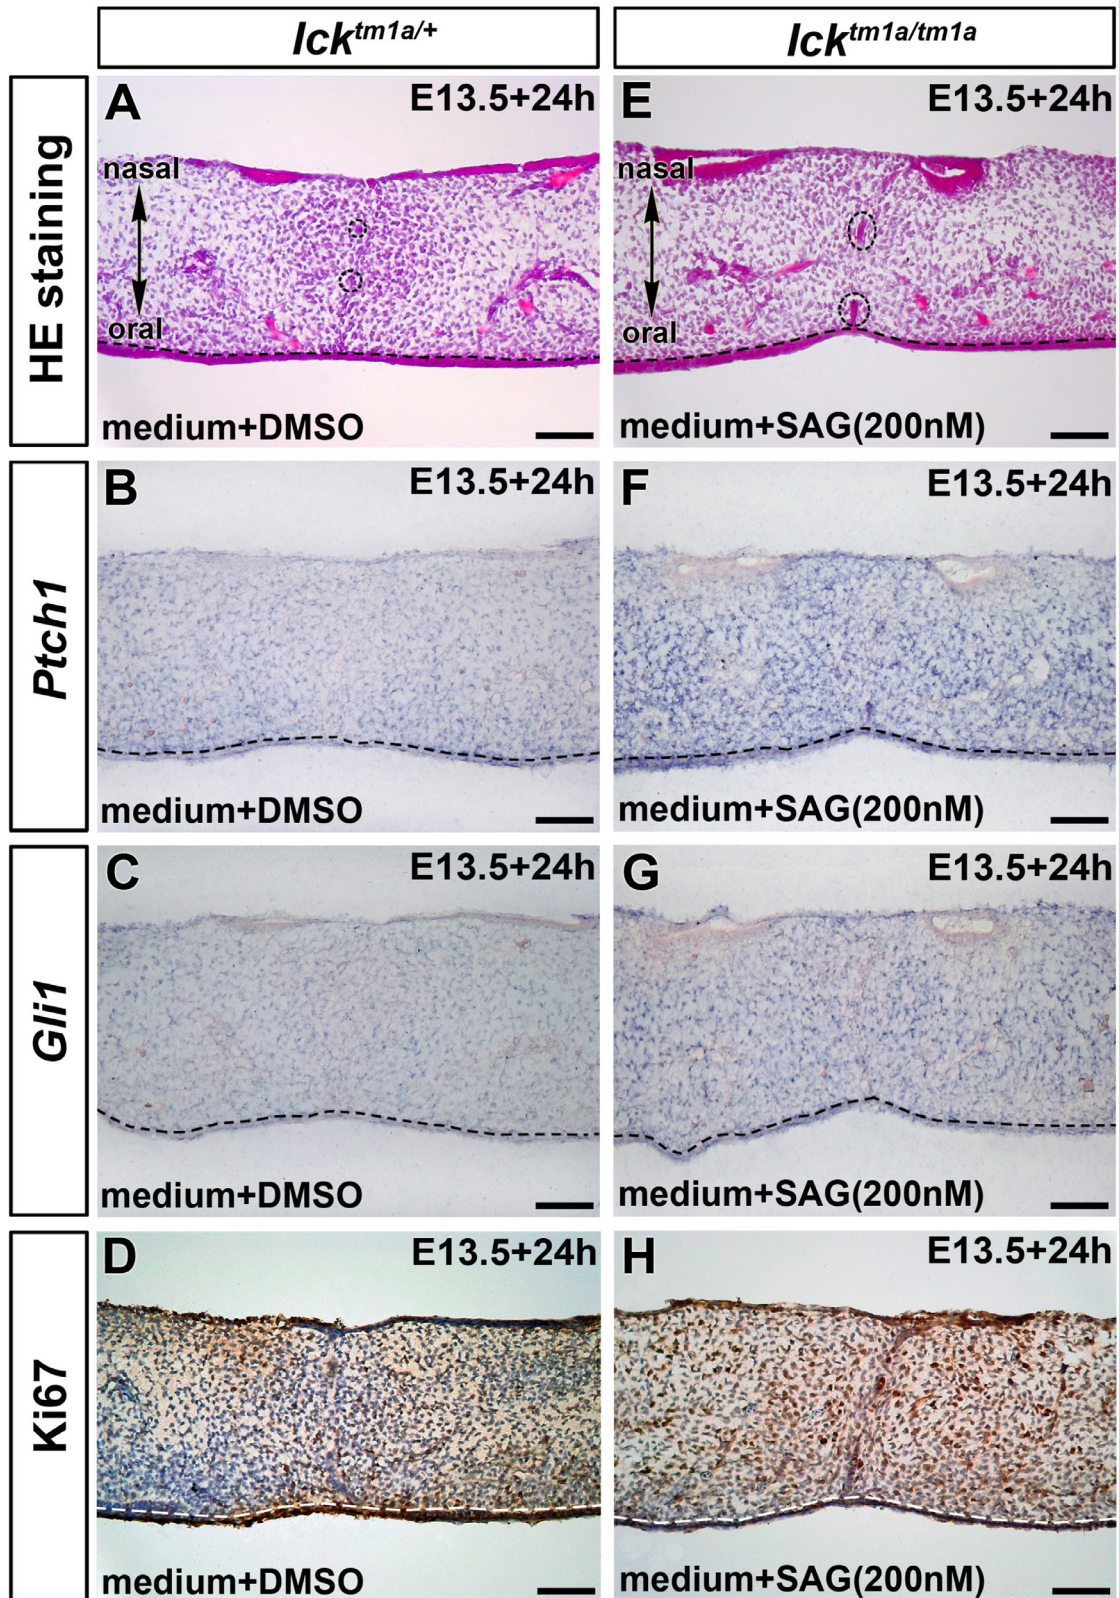 Ick^tm1a/+
Ick^tm1a/tm1a
HE staining
A
E13.5+24h
nasal
oral
medium+DMSO
E
E13.5+24h
nasal
oral
medium+SAG(200nM)
Ptch1
B
E13.5+24h
medium+DMSO
F
E13.5+24h
medium+SAG(200nM)
Gli1
C
E13.5+24h
medium+DMSO
G
E13.5+24h
medium+SAG(200nM)
Ki67
D
E13.5+24h
medium+DMSO
H
E13.5+24h
medium+SAG(200nM)